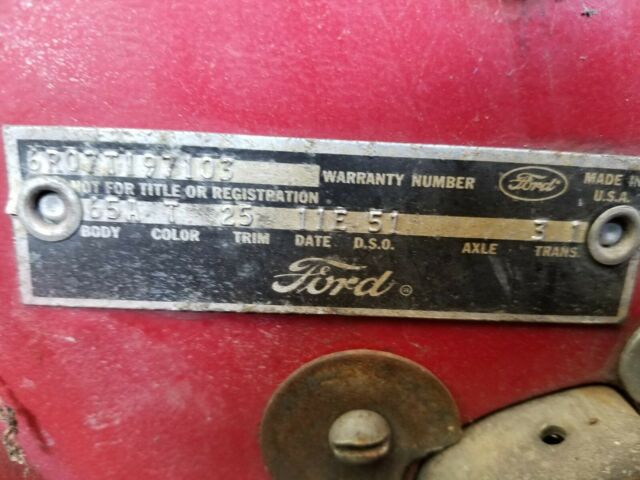 6R07T197103 WARRANTY NUMBER Ford MADE IN U.S.A.
NOT FOR TITLE OR REGISTRATION
65A T 25 11E 51 3 1
BODY COLOR TRIM DATE D.S.O. AXLE TRANS.
Ford